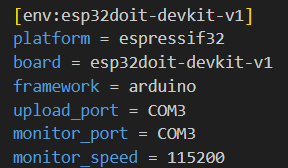 [env:esp32doit-devkit-v1]
platform = espressif32
board = esp32doit-devkit-v1
framework = arduino
upload_port = COM3
monitor_port = COM3
monitor_speed = 115200